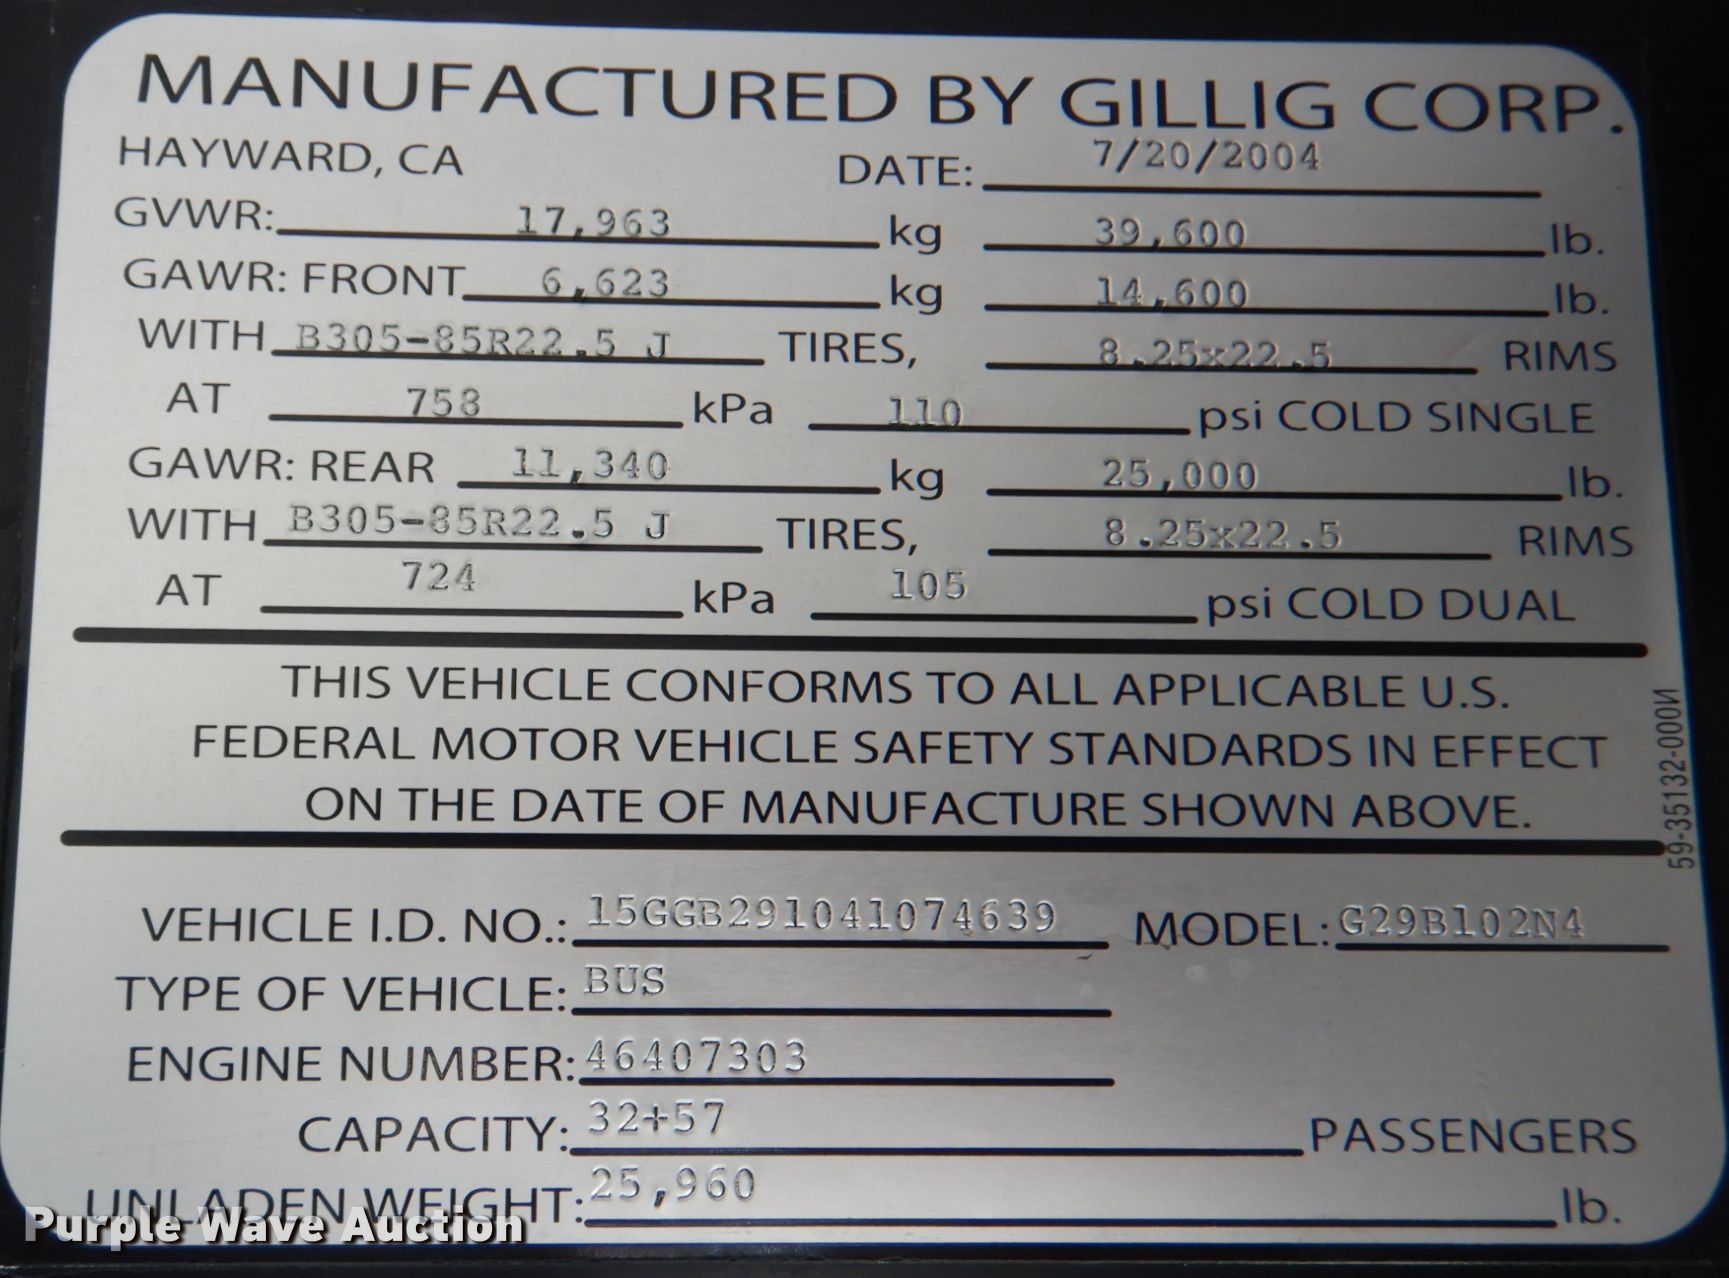 MANUFACTURED BY GILLIG CORP.
HAYWARD, CA DATE: 7/20/2004
GVWR: 17,963 kg 39,600 lb.
GAWR: FRONT 6,623 kg 14,600 lb.
WITH B305-85R22.5 J TIRES, 8.25x22.5 RIMS
AT 758 kPa 110 psi COLD SINGLE
GAWR: REAR 11,340 kg 25,000 lb.
WITH B305-85R22.5 J TIRES, 8.25x22.5 RIMS
AT 724 kPa 105 psi COLD DUAL
THIS VEHICLE CONFORMS TO ALL APPLICABLE U.S.
FEDERAL MOTOR VEHICLE SAFETY STANDARDS IN EFFECT
ON THE DATE OF MANUFACTURE SHOWN ABOVE.
59-35132-000N
VEHICLE I.D. NO.: 15GGB291041074639 MODEL: G29B102N4
TYPE OF VEHICLE: BUS
ENGINE NUMBER: 46407303
CAPACITY: 32+57 PASSENGERS
UNLADEN WEIGHT: 25,960 lb.
Purple Wave Auction